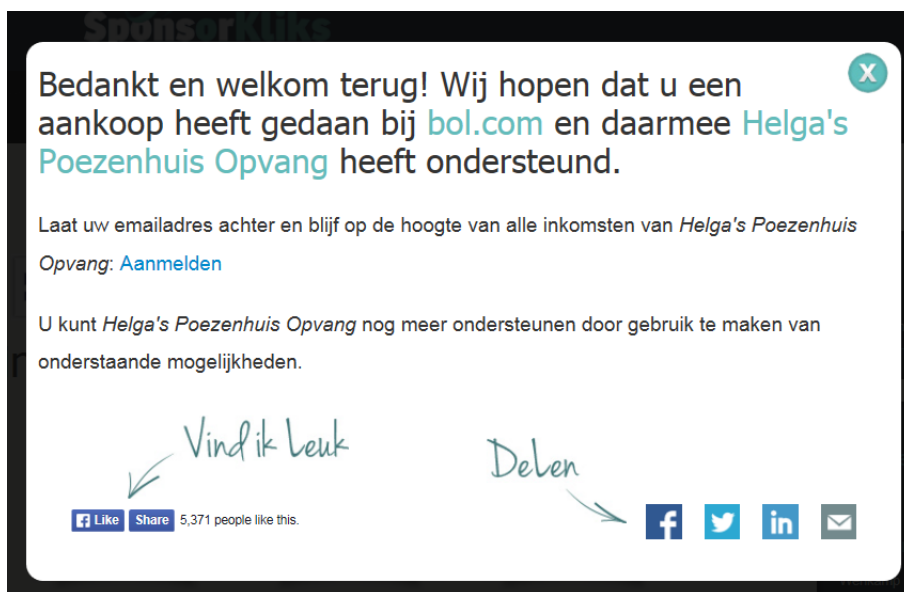 SponsorKliks
Bedankt en welkom terug! Wij hopen dat u een
aankoop heeft gedaan bij bol.com en daarmee Helga's
Poezenhuis Opvang heeft ondersteund.
X
Laat uw emailadres achter en blijf op de hoogte van alle inkomsten van Helga's Poezenhuis
Opvang: Aanmelden
U kunt Helga's Poezenhuis Opvang nog meer ondersteunen door gebruik te maken van
onderstaande mogelijkheden.
Vind ik leuk
Delen
Like Share 5,371 people like this.